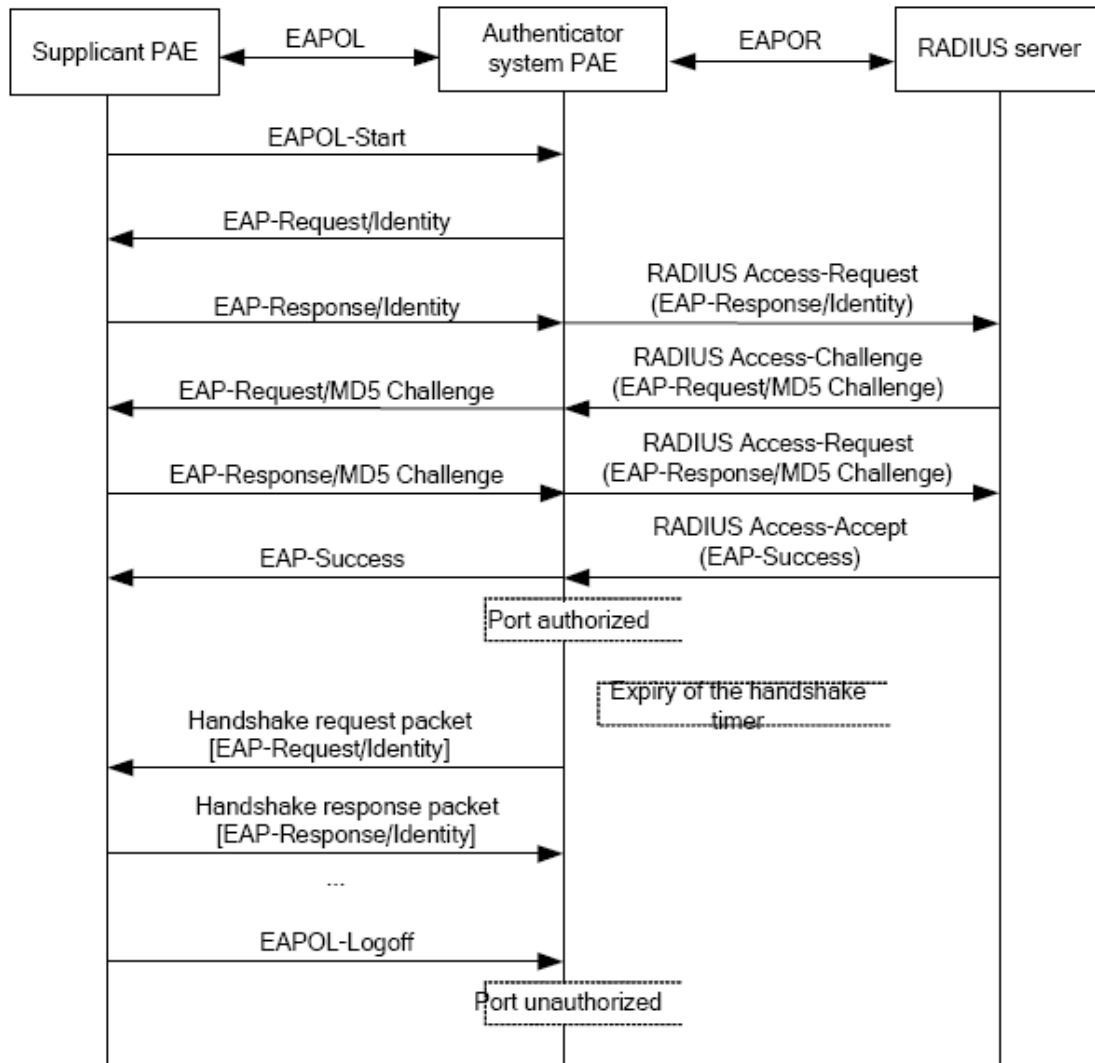 Supplicant PAE
EAPOL
Authenticator
system PAE
EAPOR
RADIUS server
EAPOL-Start
EAP-Request/Identity
EAP-Response/Identity
RADIUS Access-Request
(EAP-Response/Identity)
EAP-Request/MD5 Challenge
RADIUS Access-Challenge
(EAP-Request/MD5 Challenge)
EAP-Response/MD5 Challenge
RADIUS Access-Request
(EAP-Response/MD5 Challenge)
EAP-Success
RADIUS Access-Accept
(EAP-Success)
Port authorized
Expiry of the handshake
timer
Handshake request packet
[EAP-Request/Identity]
Handshake response packet
[EAP-Response/Identity]
...
EAPOL-Logoff
Port unauthorized